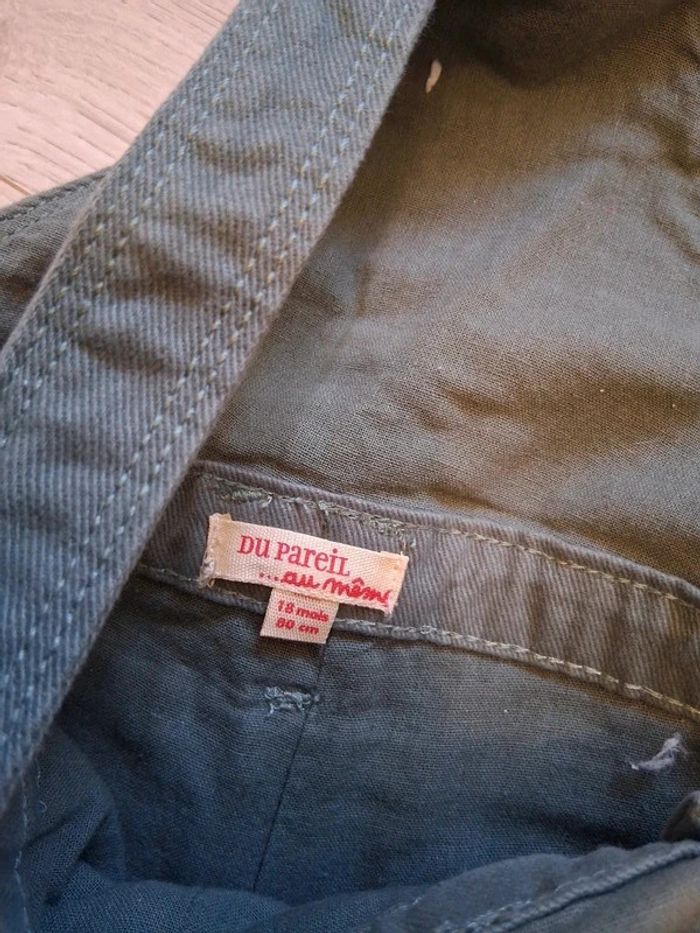 DU PAREIL
...au même
18 mois
80 cm